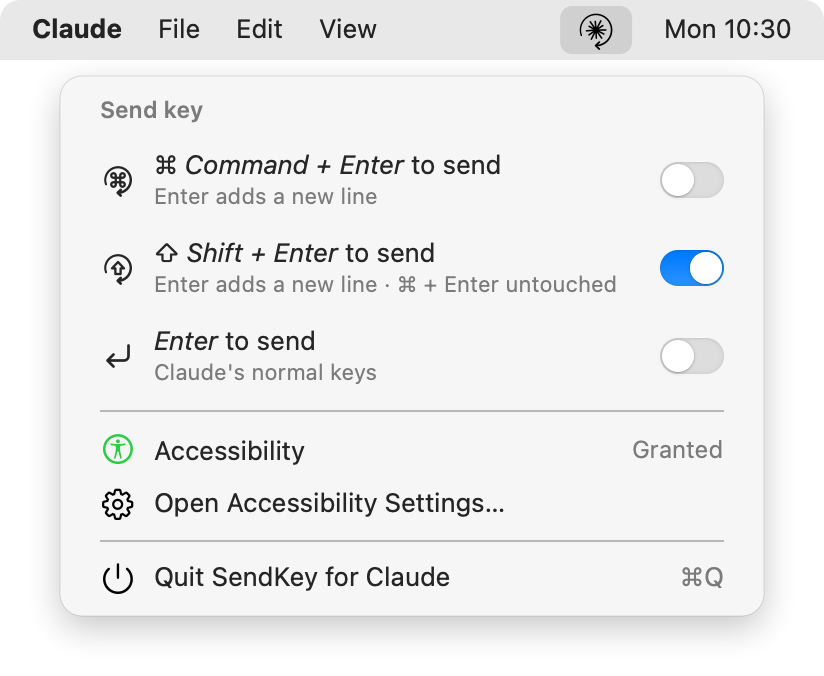 Claude File Edit View Mon 10:30
Send key
⌘ Command + Enter to send
Enter adds a new line
⇧ Shift + Enter to send
Enter adds a new line · ⌘ + Enter untouched
Enter to send
Claude's normal keys
Accessibility Granted
Open Accessibility Settings...
Quit SendKey for Claude ⌘Q